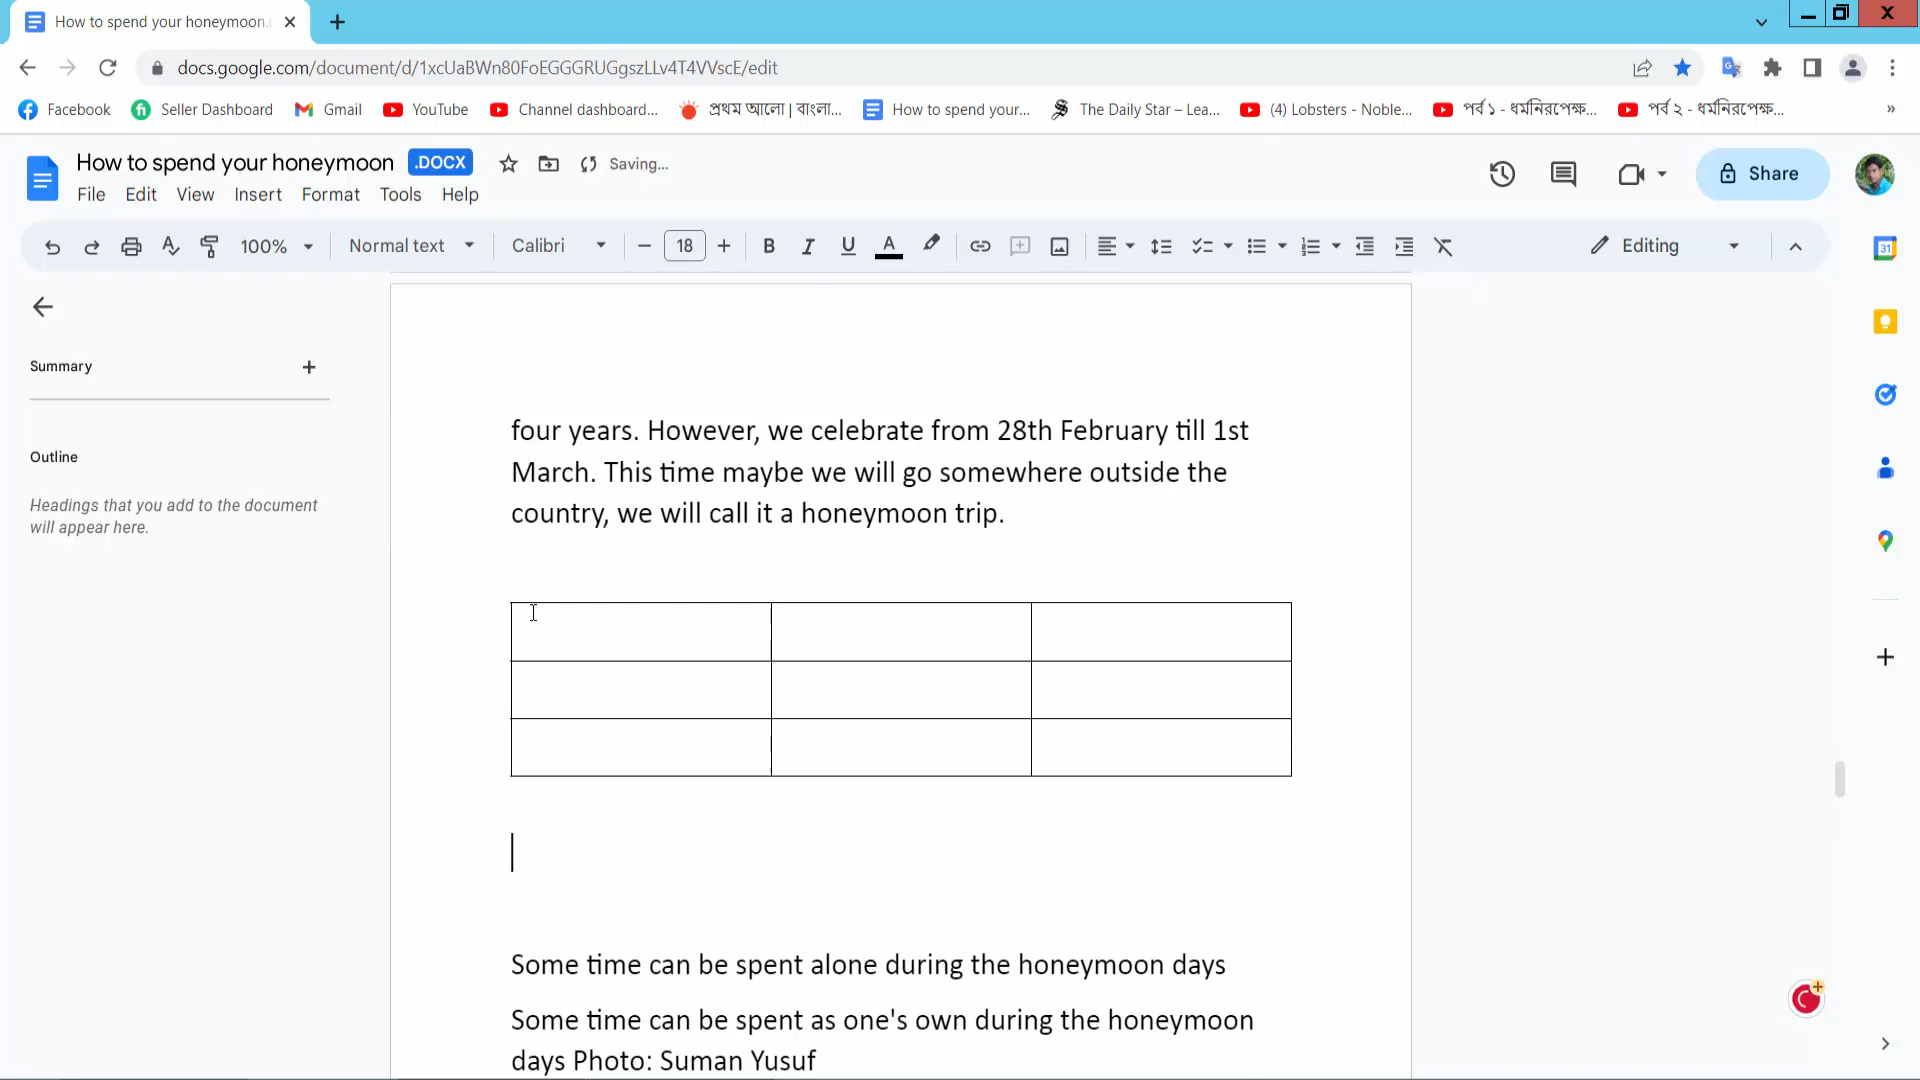 How to spend your honeymoon.
docs.google.com/document/d/1xcUaBWn80FoEGGGRUGgszLLv4T4VVscE/edit
Facebook Seller Dashboard Gmail YouTube Channel dashboard... প্রথম আলো | বাংলা... How to spend your... The Daily Star – Lea... (4) Lobsters - Noble... পর্ব ১ - ধর্মনিরপেক্ষ... পর্ব ২ - ধর্মনিরপেক্ষ... »
How to spend your honeymoon .DOCX Saving...
File Edit View Insert Format Tools Help
Share
100% Normal text Calibri 18 B I U A Editing
31
Summary
Outline
Headings that you add to the document
will appear here.
four years. However, we celebrate from 28th February till 1st
March. This time maybe we will go somewhere outside the
country, we will call it a honeymoon trip.
Some time can be spent alone during the honeymoon days
Some time can be spent as one's own during the honeymoon
days Photo: Suman Yusuf